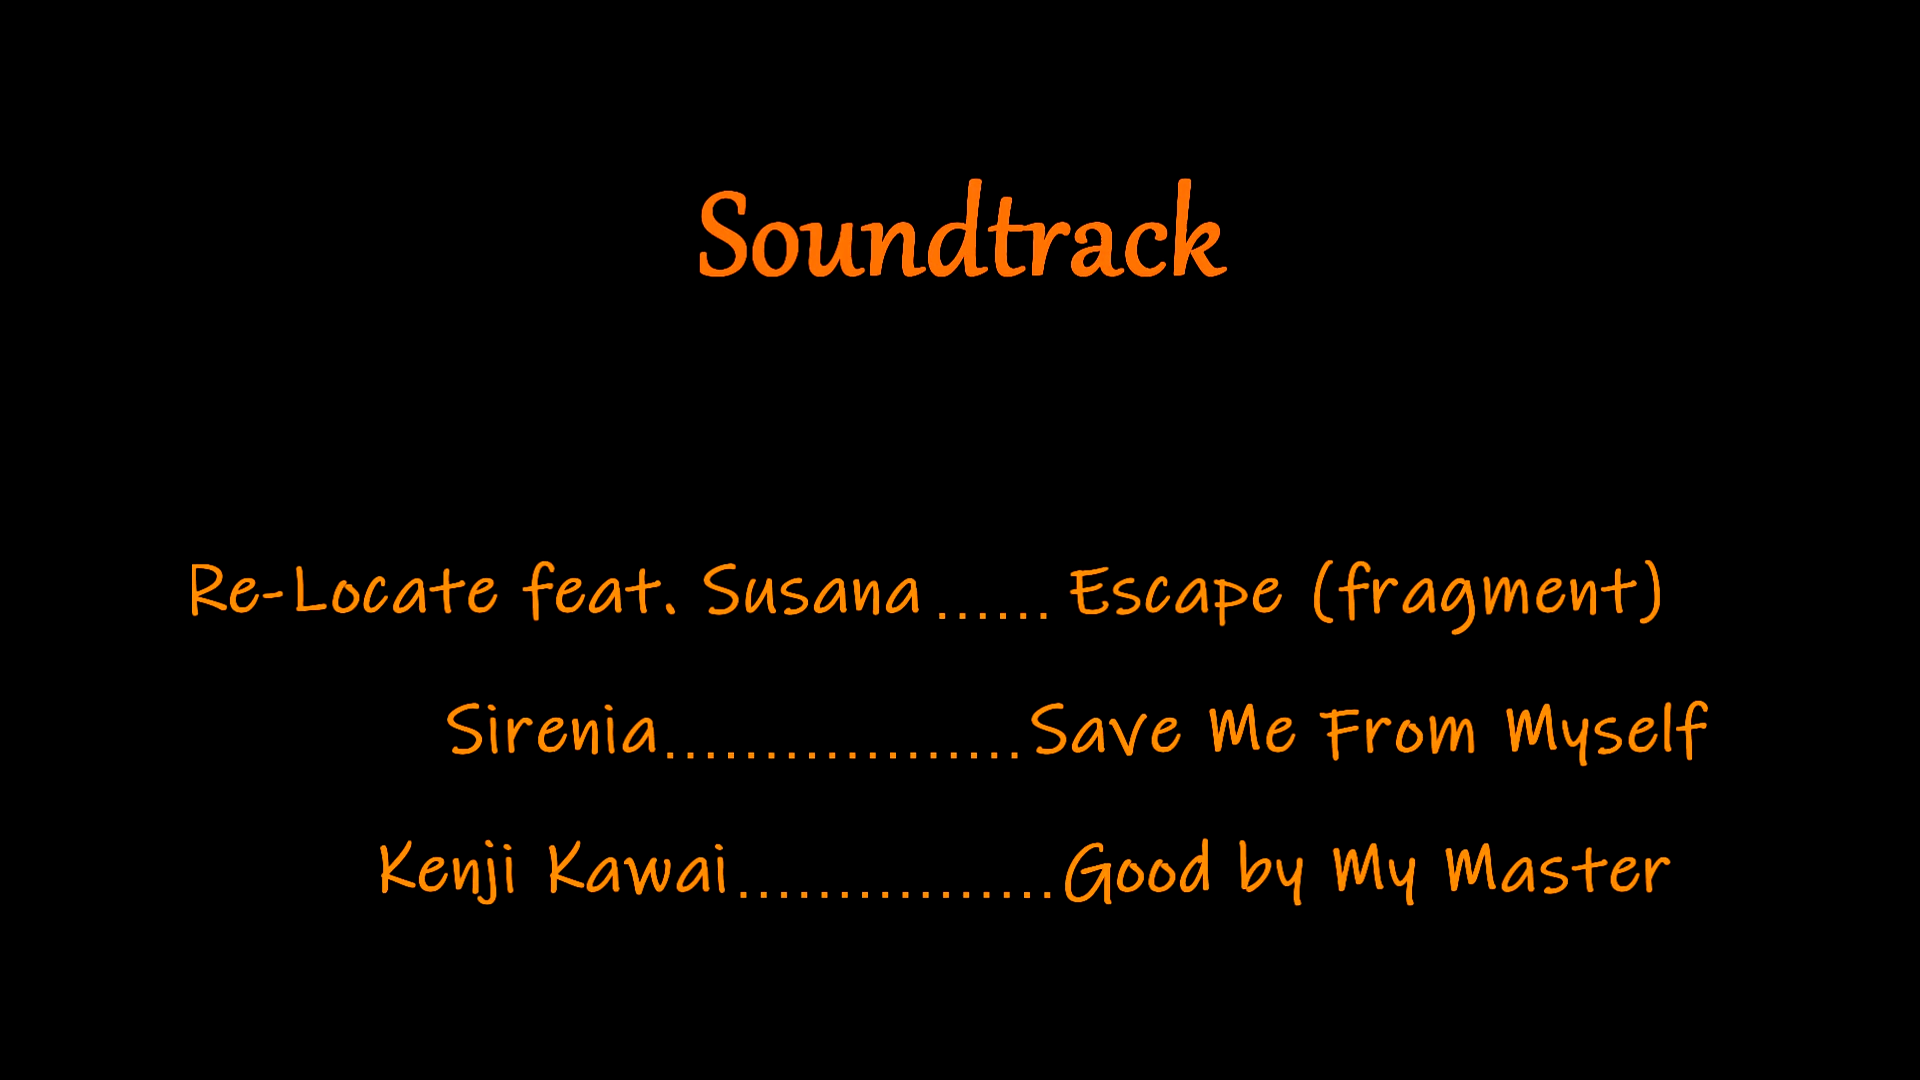 Soundtrack
Re-Locate feat. Susana ...... Escape (fragment)
Sirenia..................Save Me From Myself
Kenji Kawai................Good by My Master